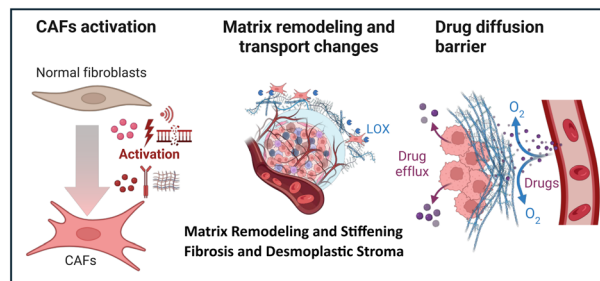 CAFs activation
Normal fibroblasts
Activation
CAFs
Matrix remodeling and
transport changes
LOX
Matrix Remodeling and Stiffening
Fibrosis and Desmoplastic Stroma
Drug diffusion
barrier
O2
Drug
efflux
Drugs
O2